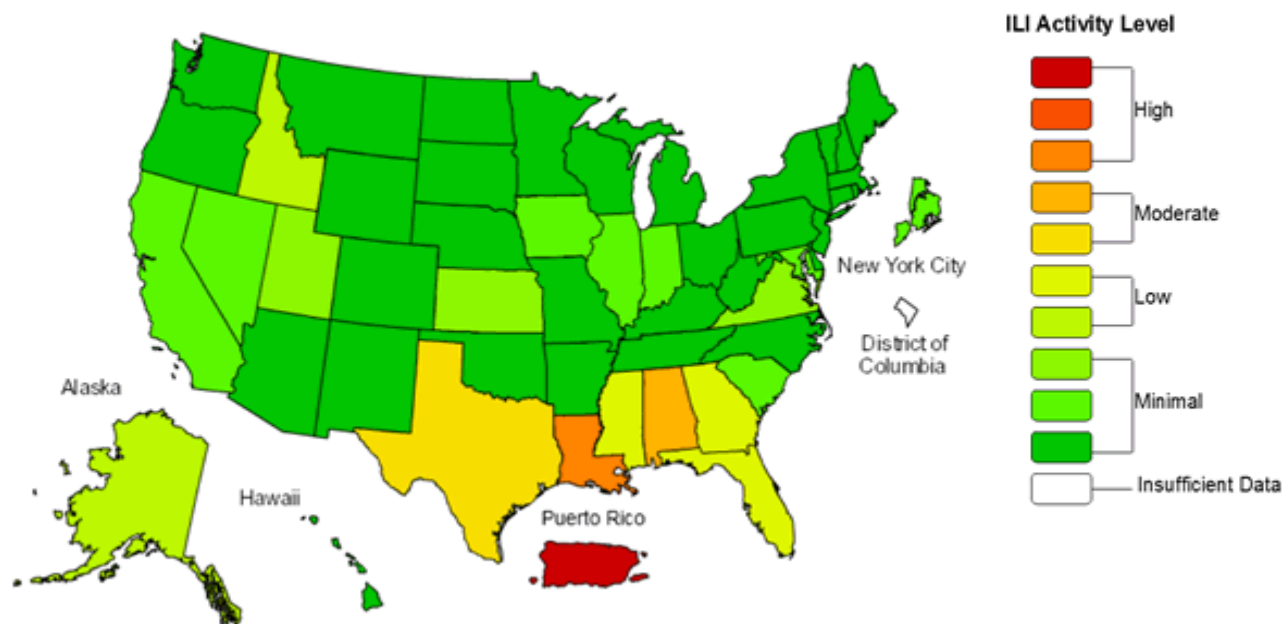 ILI Activity Level
High
Moderate
Low
Minimal
Insufficient Data
New York City
District of
Columbia
Alaska
Hawaii
Puerto Rico